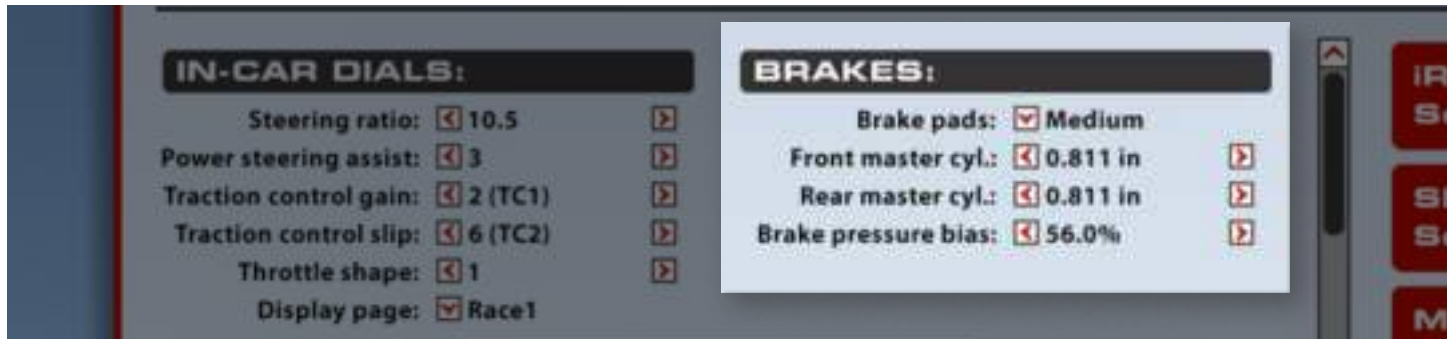 IN-CAR DIALS:
Steering ratio: 10.5
Power steering assist: 3
Traction control gain: 2 (TC1)
Traction control slip: 6 (TC2)
Throttle shape: 1
Display page: Race1
BRAKES:
Brake pads: Medium
Front master cyl.: 0.811 in
Rear master cyl.: 0.811 in
Brake pressure bias: 56.0%